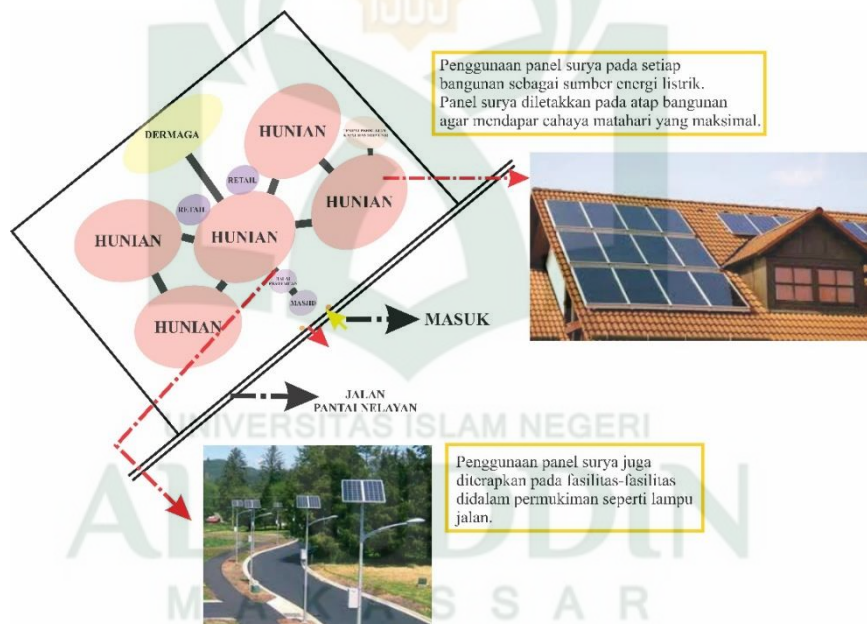 Penggunaan panel surya pada setiap
bangunan sebagai sumber energi listrik.
Panel surya diletakkan pada atap bangunan
agar mendapar cahaya matahari yang maksimal.
DERMAGA
HUNIAN
RETAIL
HUNIAN
RETAIL
HUNIAN
HUNIAN
MASJID
HUNIAN
MASUK
JALAN
PANTAI NELAYAN
UNIVERSITAS ISLAM NEGERI
Penggunaan panel surya juga
diterapkan pada fasilitas-fasilitas
didalam permukiman seperti lampu
jalan.
ALAUDDIN
MAKASSAR